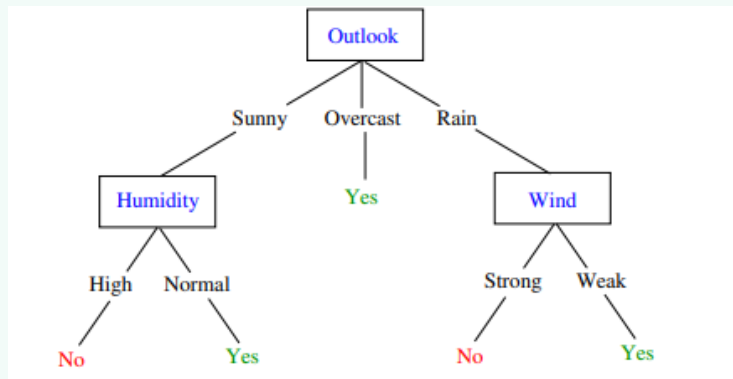 Outlook
Sunny Overcast Rain
Humidity Yes Wind
High Normal Strong Weak
No Yes No Yes